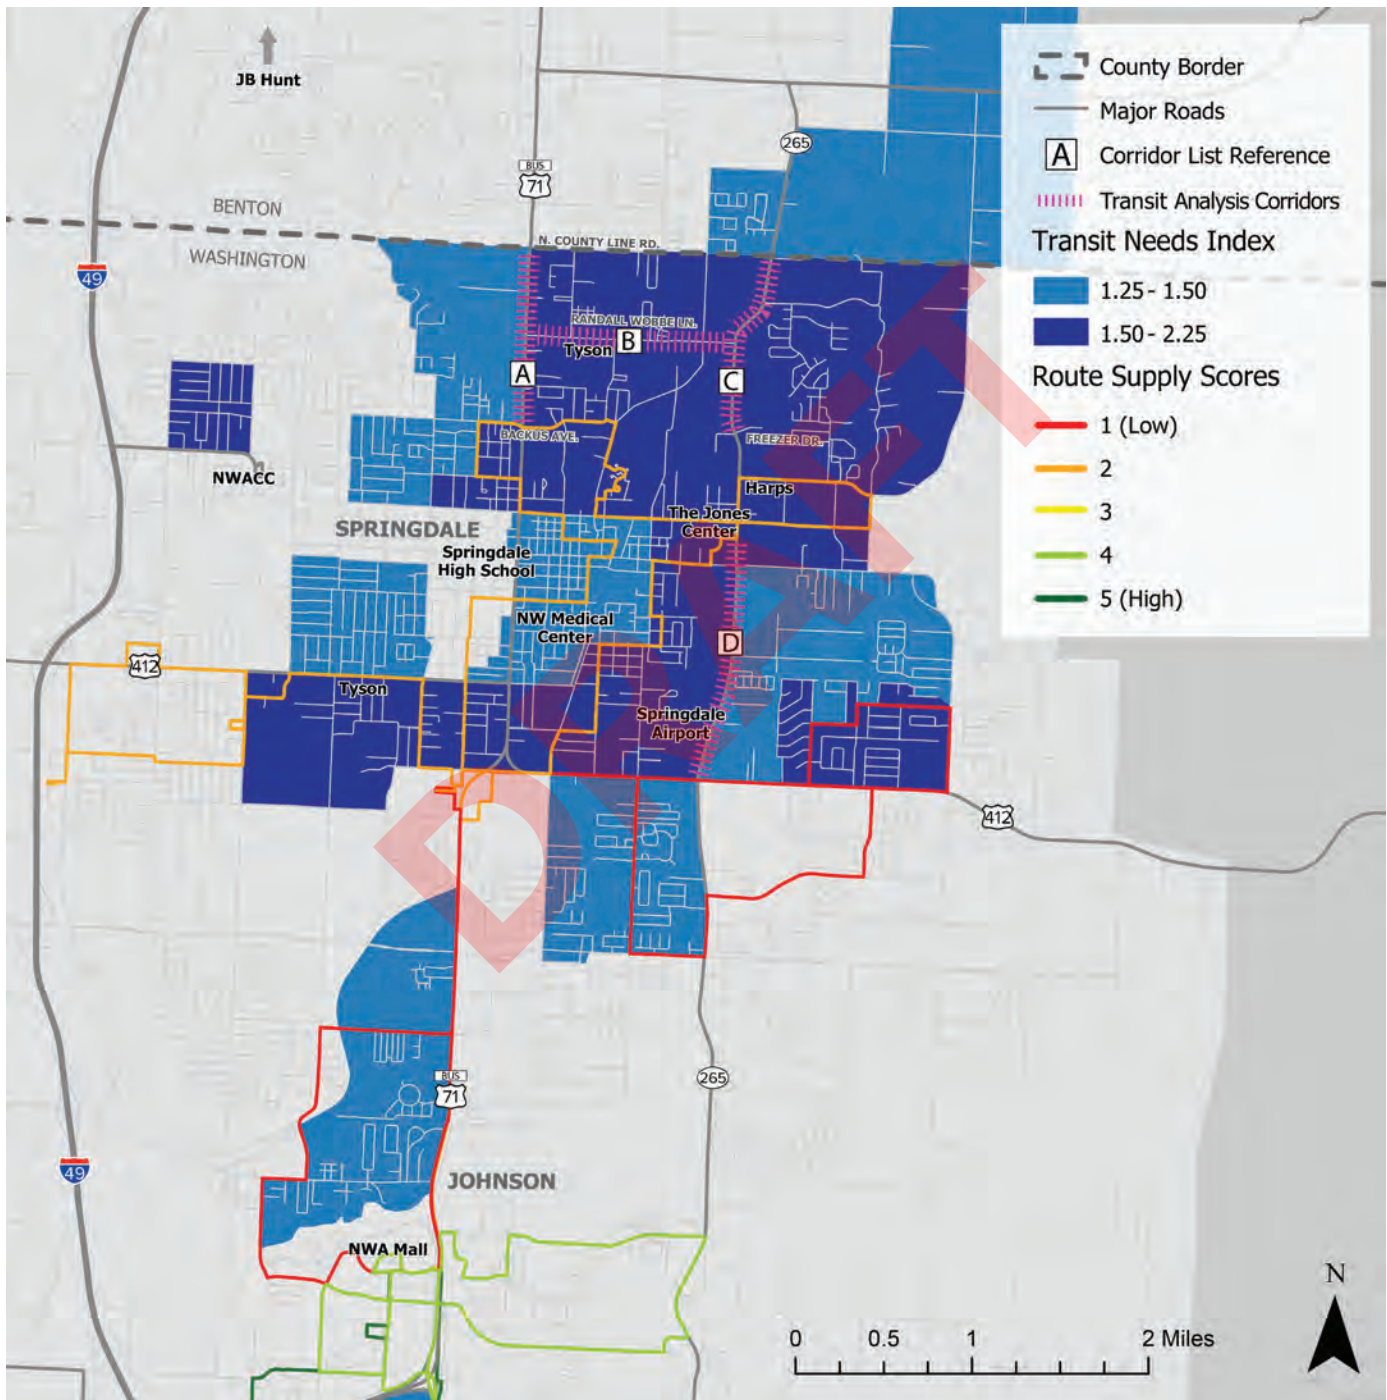 JB Hunt
265
BUS
71
BENTON
WASHINGTON
49
N. COUNTY LINE RD.
RANDALL WOBBE LN.
B
Tyson
A
C
BACKUS AVE.
FREEZER DR.
NWACC
Harps
The Jones
Center
SPRINGDALE
Springdale
High School
NW Medical
Center
D
412
Tyson
Springdale
Airport
412
265
BUS
71
49
JOHNSON
NWA Mall
DRAFT
County Border
Major Roads
A
Corridor List Reference
Transit Analysis Corridors
Transit Needs Index
1.25 - 1.50
1.50 - 2.25
Route Supply Scores
1 (Low)
2
3
4
5 (High)
N
0 0.5 1 2 Miles